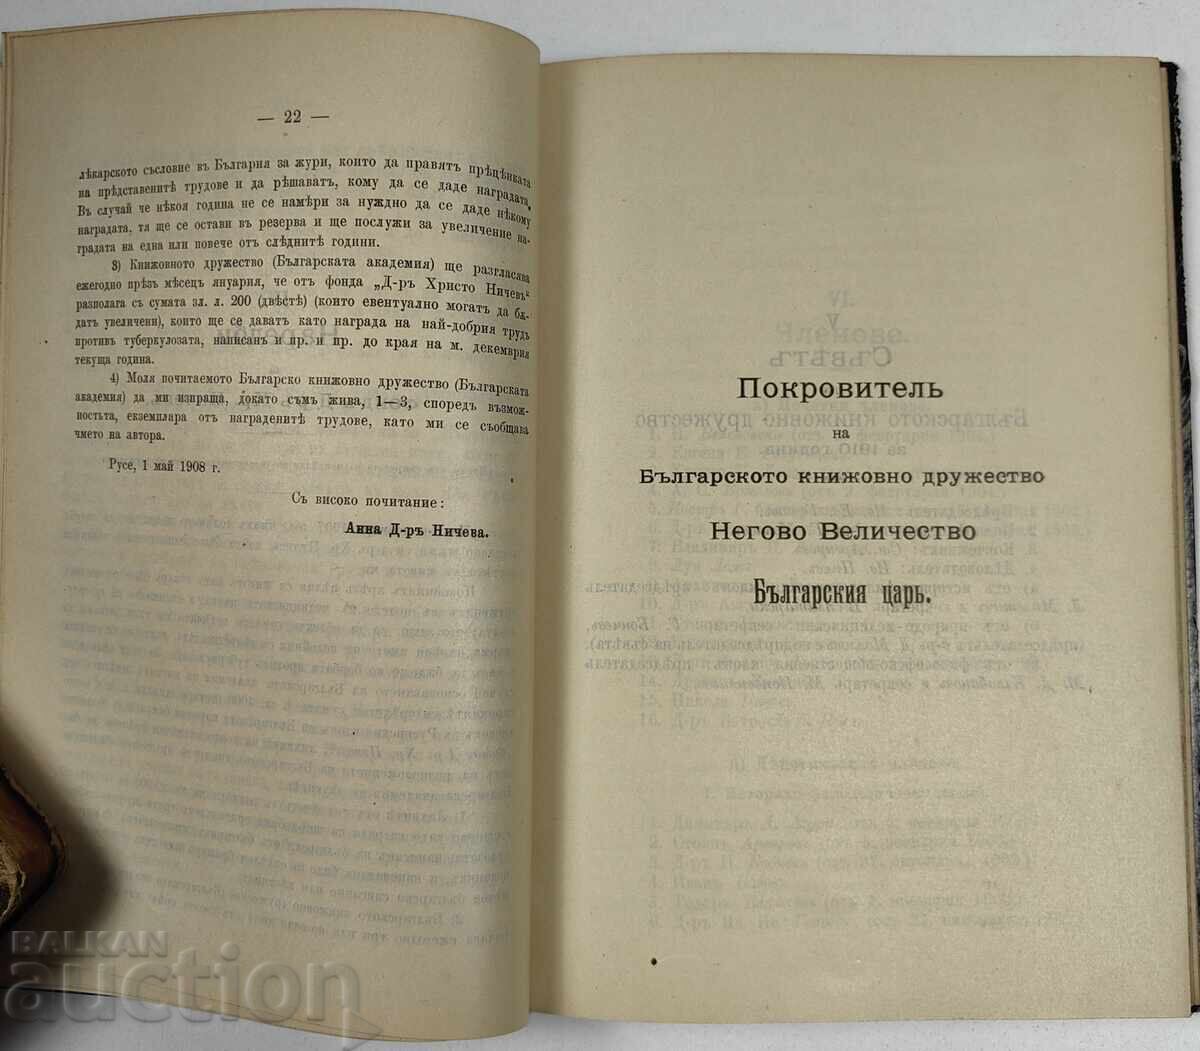 — 22 —
лѣкарското съсловие въ България за жури, които да правятъ прѣцѣнката
на прѣдставенитѣ трудове и да рѣшаватъ, кому да се даде наградата.
Въ случай че нѣкоя година не се намѣри за нуждно да се даде нѣкому
наградата, тя ще се остави въ резерва и ще послужи за увеличение на-
градата на една или повече отъ слѣднитѣ години.
3) Книжовното дружество (Българската академия) ще разгласява
ежегодно прѣзъ мѣсецъ януария, че отъ фонда „Д-ръ Христо Ничевъ“
располага съ сумата зл. л. 200 (двѣстѣ) (които евентуално могатъ да бѫ-
датъ увеличени), които ще се даватъ като награда на най-добрия трудъ
противъ туберкулозата, написанъ и пр. и пр. до края на м. декемврия
текуща година.
4) Моля почитаемото Българско книжовно дружество (Българската
академия) да ми изпраща, докато съмъ жива, 1—3, споредъ възмож-
ностьта, екземпляра отъ награденитѣ трудове, като ми се съобщава
името на автора.
Русе, 1 май 1908 г.
Съ високо почитание:
Анна Д-ръ Ничева.
V
Покровитель
на
Българското книжовно дружество
Негово Величество
Българския царь.
BALKAN
auction